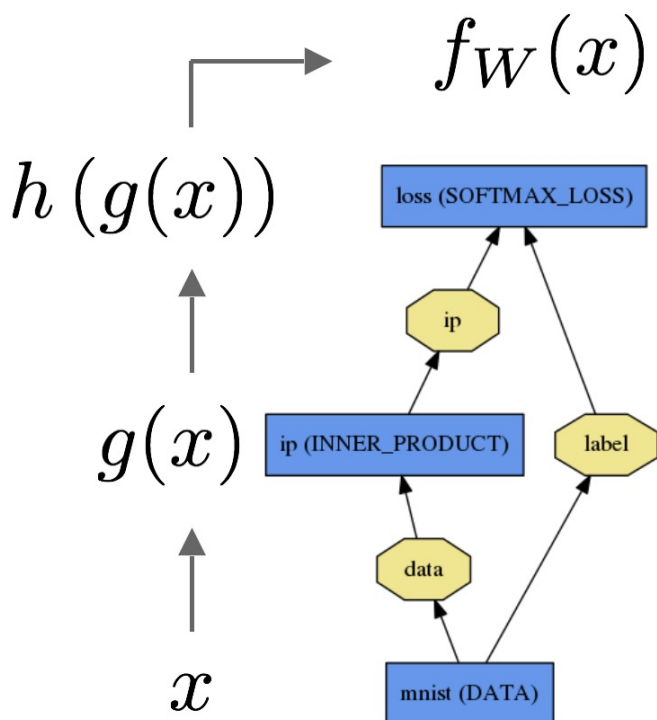 f_W(x)
h (g(x))
loss (SOFTMAX_LOSS)
ip
g(x)
ip (INNER_PRODUCT)
label
data
x
mnist (DATA)